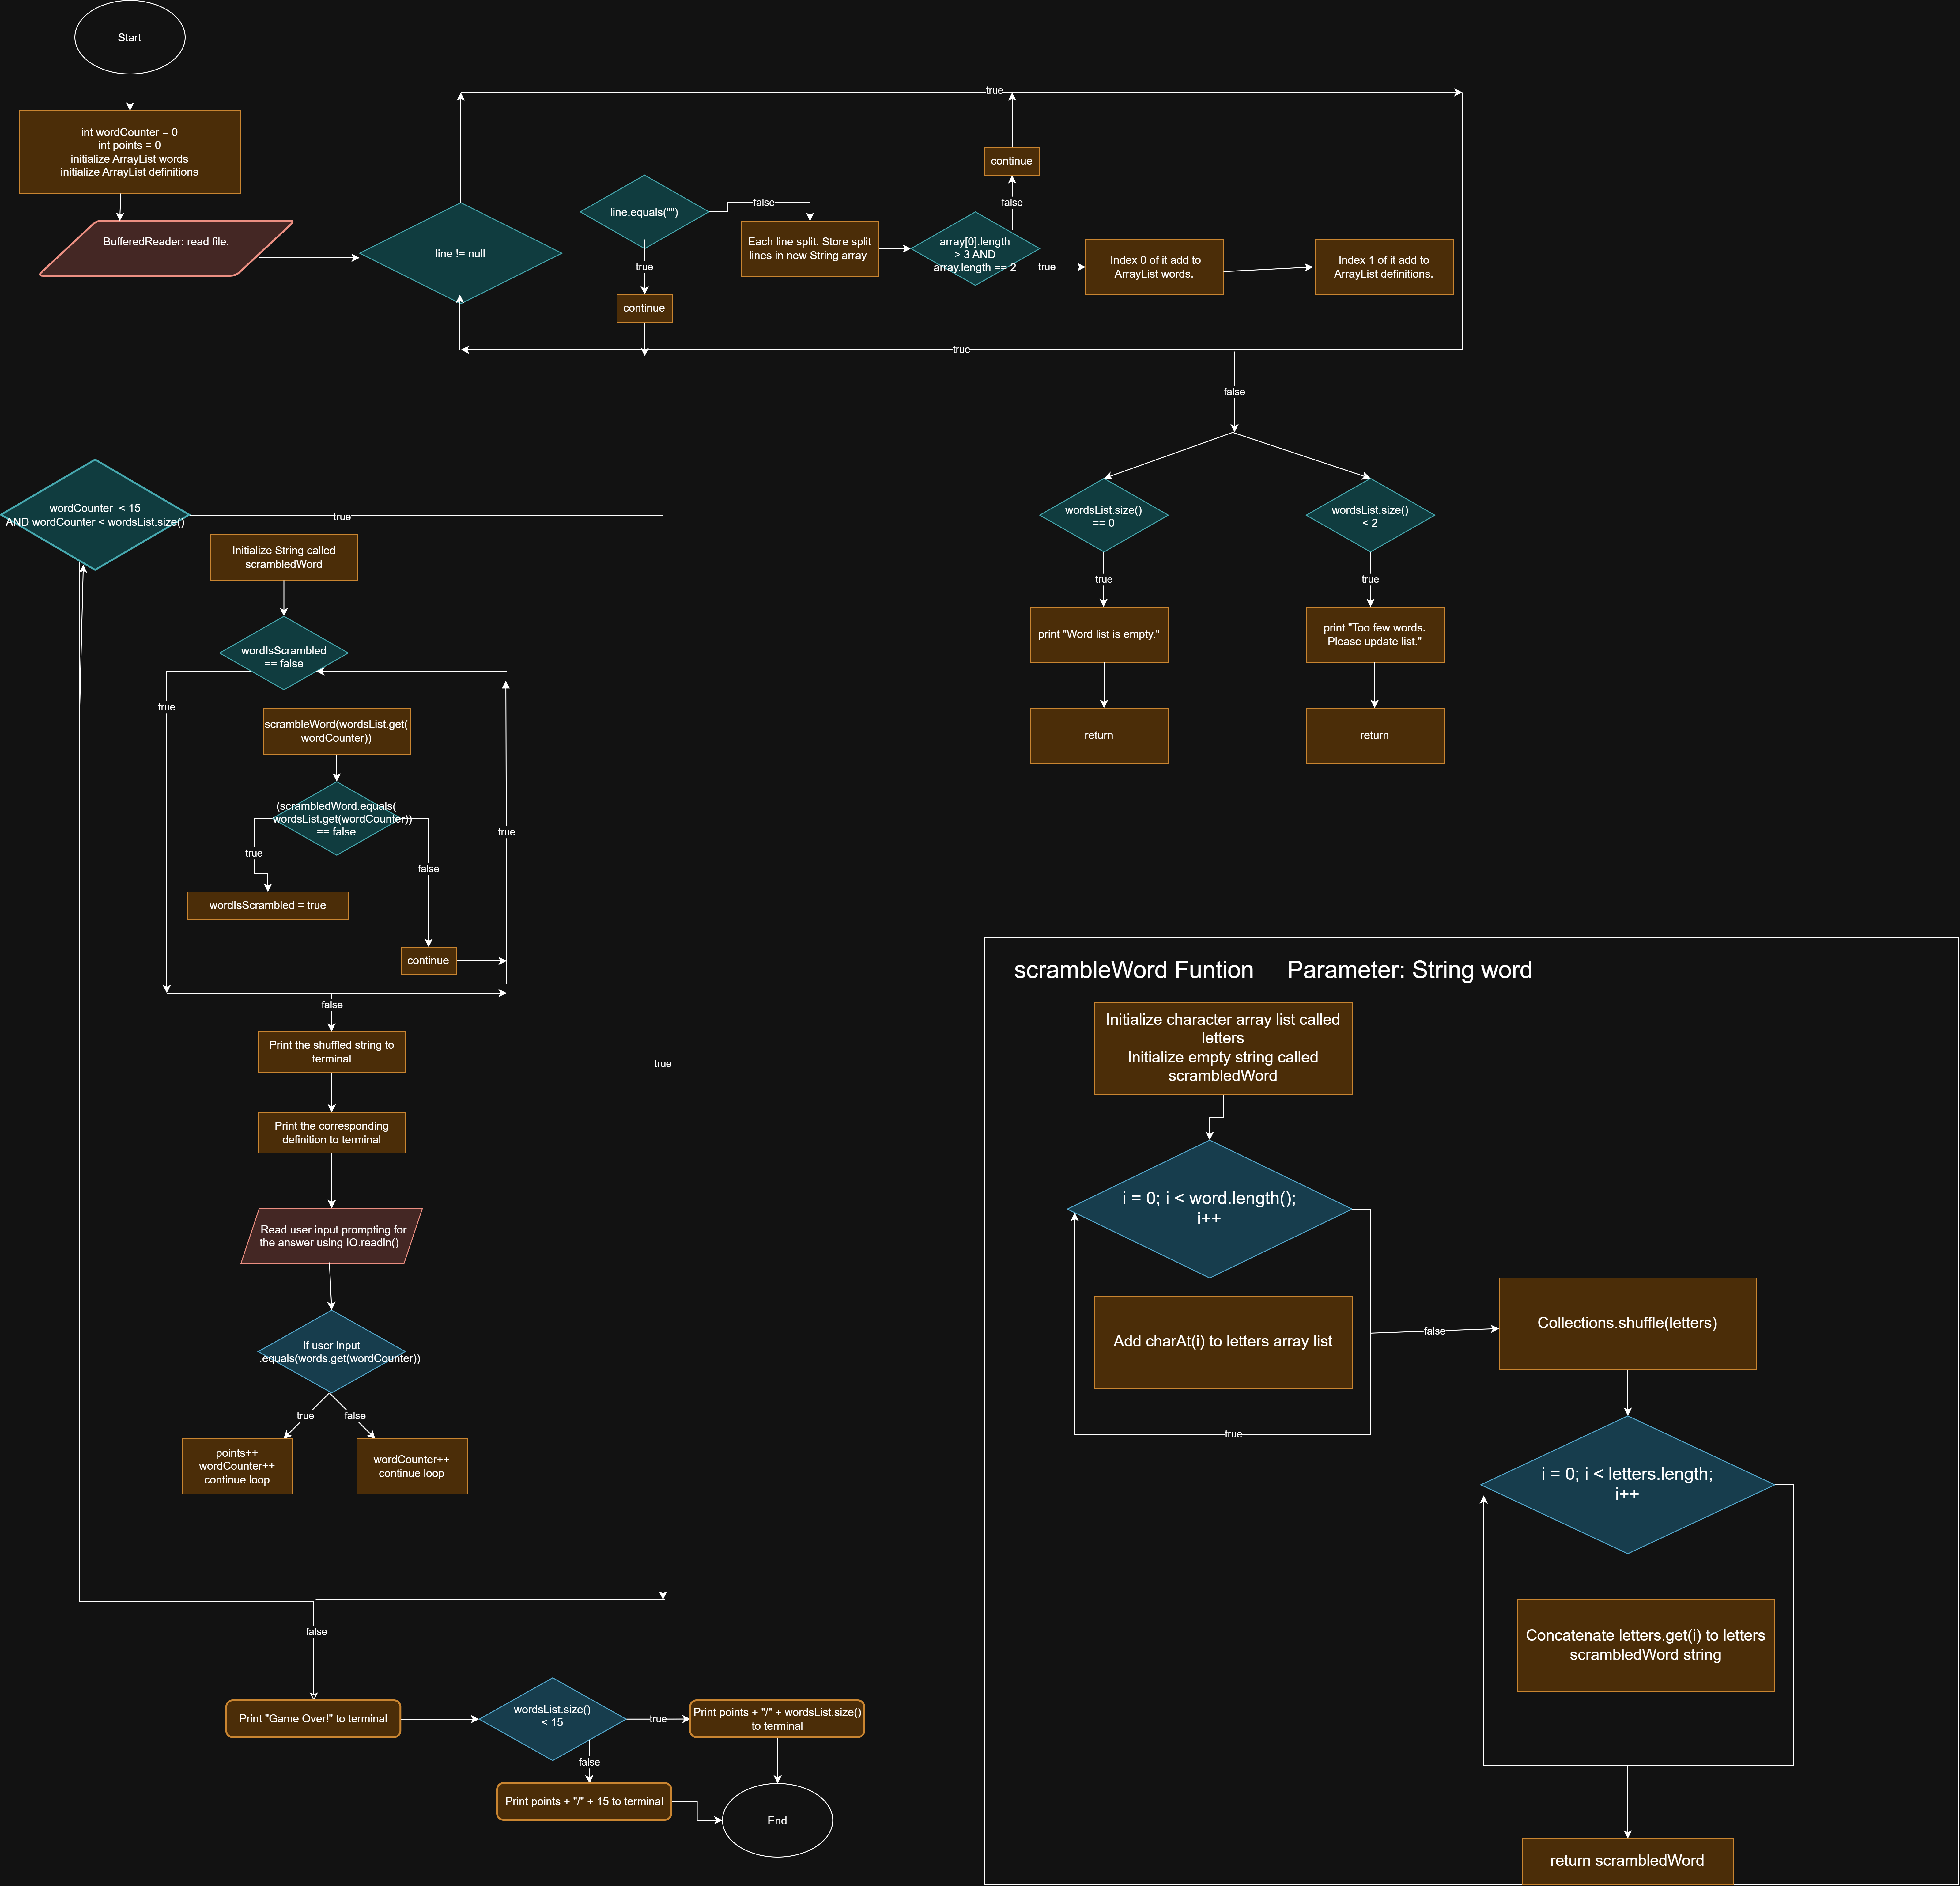 Start
int wordCounter = 0
int points = 0
initialize ArrayList words
initialize ArrayList definitions
BufferedReader: read file.
line != null
true
line.equals("")
false
true
continue
Each line split. Store split
lines in new String array
array[0].length
> 3 AND
array.length == 2
false
continue
true
Index 0 of it add to
ArrayList words.
Index 1 of it add to
ArrayList definitions.
true
false
wordsList.size()
== 0
true
print "Word list is empty."
return
wordsList.size()
< 2
true
print "Too few words.
Please update list."
return
wordCounter  < 15
AND wordCounter < wordsList.size()
true
Initialize String called
scrambledWord
wordIsScrambled
== false
true
scrambleWord(wordsList.get(
wordCounter))
(scrambledWord.equals(
wordsList.get(wordCounter))
== false
true
wordIsScrambled = true
false
continue
true
false
Print the shuffled string to
terminal
Print the corresponding
definition to terminal
Read user input prompting for
the answer using IO.readln()
if user input
.equals(words.get(wordCounter))
true
false
points++
wordCounter++
continue loop
wordCounter++
continue loop
true
false
Print "Game Over!" to terminal
wordsList.size()
< 15
true
Print points + "/" + wordsList.size()
to terminal
false
Print points + "/" + 15 to terminal
End
scrambleWord Funtion     Parameter: String word
Initialize character array list called
letters
Initialize empty string called
scrambledWord
i = 0; i < word.length();
i++
Add charAt(i) to letters array list
true
false
Collections.shuffle(letters)
i = 0; i < letters.length;
i++
Concatenate letters.get(i) to letters
scrambledWord string
return scrambledWord